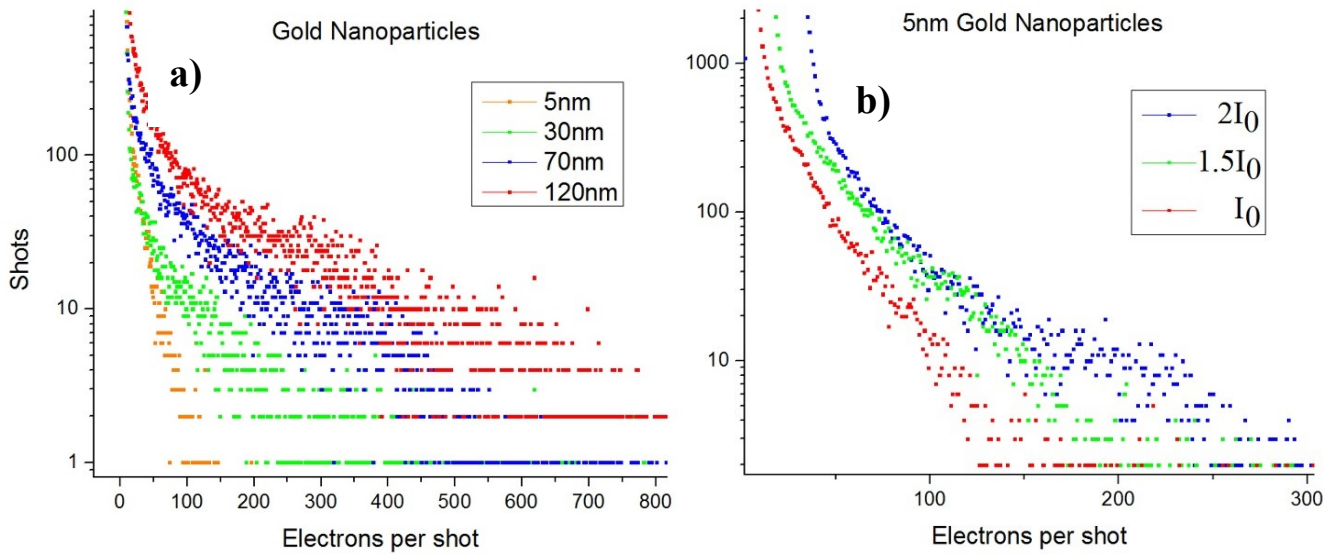 Gold Nanoparticles
a)
5nm
30nm
70nm
120nm
Shots
100
10
1
0 100 200 300 400 500 600 700 800
Electrons per shot
5nm Gold Nanoparticles
b)
2I0
1.5I0
I0
1000
100
10
100 200 300
Electrons per shot